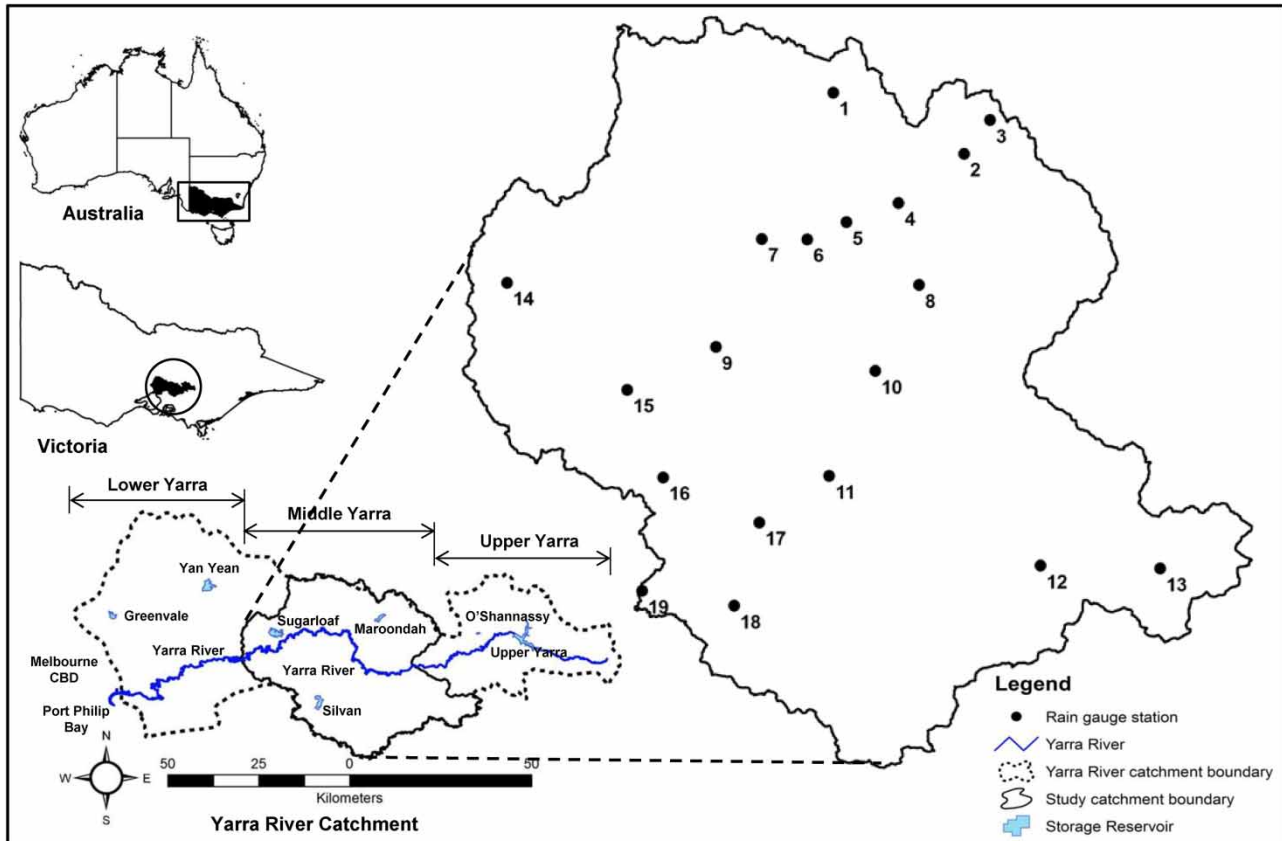 Australia
Victoria
Lower Yarra
Middle Yarra
Upper Yarra
Yan Yean
Greenvale
Sugarloaf
Maroondah
O'Shannassy
Yarra River
Yarra River
Upper Yarra
Melbourne
CBD
Port Philip
Bay
Silvan
N
W
E
S
50
25
0
50
Kilometers
Yarra River Catchment
1
3
2
4
5
7
6
8
14
9
10
15
16
11
17
12
13
19
18
Legend
Rain gauge station
Yarra River
Yarra River catchment boundary
Study catchment boundary
Storage Reservoir